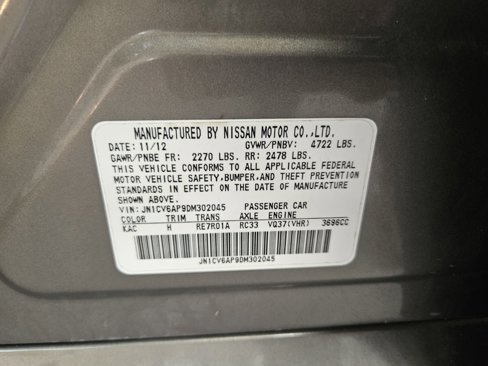 MANUFACTURED BY NISSAN MOTOR CO.,LTD.
DATE: 11/12 GVWR/PNBV: 4722 LBS.
GAWR/PNBE FR: 2270 LBS. RR: 2478 LBS.
THIS VEHICLE CONFORMS TO ALL APPLICABLE FEDERAL
MOTOR VEHICLE SAFETY,BUMPER,AND THEFT PREVENTION
STANDARDS IN EFFECT ON THE DATE OF MANUFACTURE
SHOWN ABOVE.
VIN: JN1CV6AP9DM302045 PASSENGER CAR
COLOR TRIM TRANS AXLE ENGINE
KAC H RE7R01A RC33 VQ37(VHR) 3696CC
JN1CV6AP9DM302045